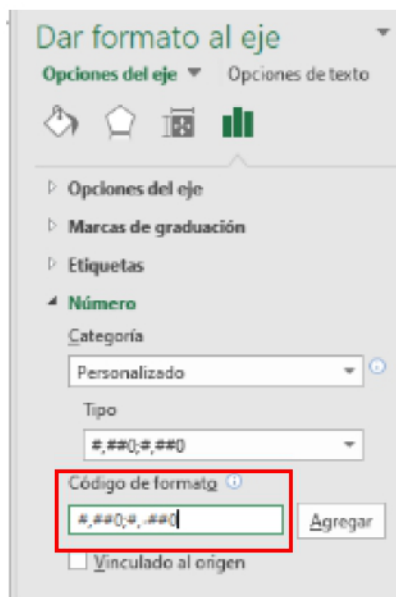 Dar formato al eje
Opciones del eje Opciones de texto
Opciones del eje
Marcas de graduación
Etiquetas
Número
Categoría
Personalizado
Tipo
#,##0;#,##0
Código de formato
#,##0;#,.##0
Agregar
Vinculado al origen